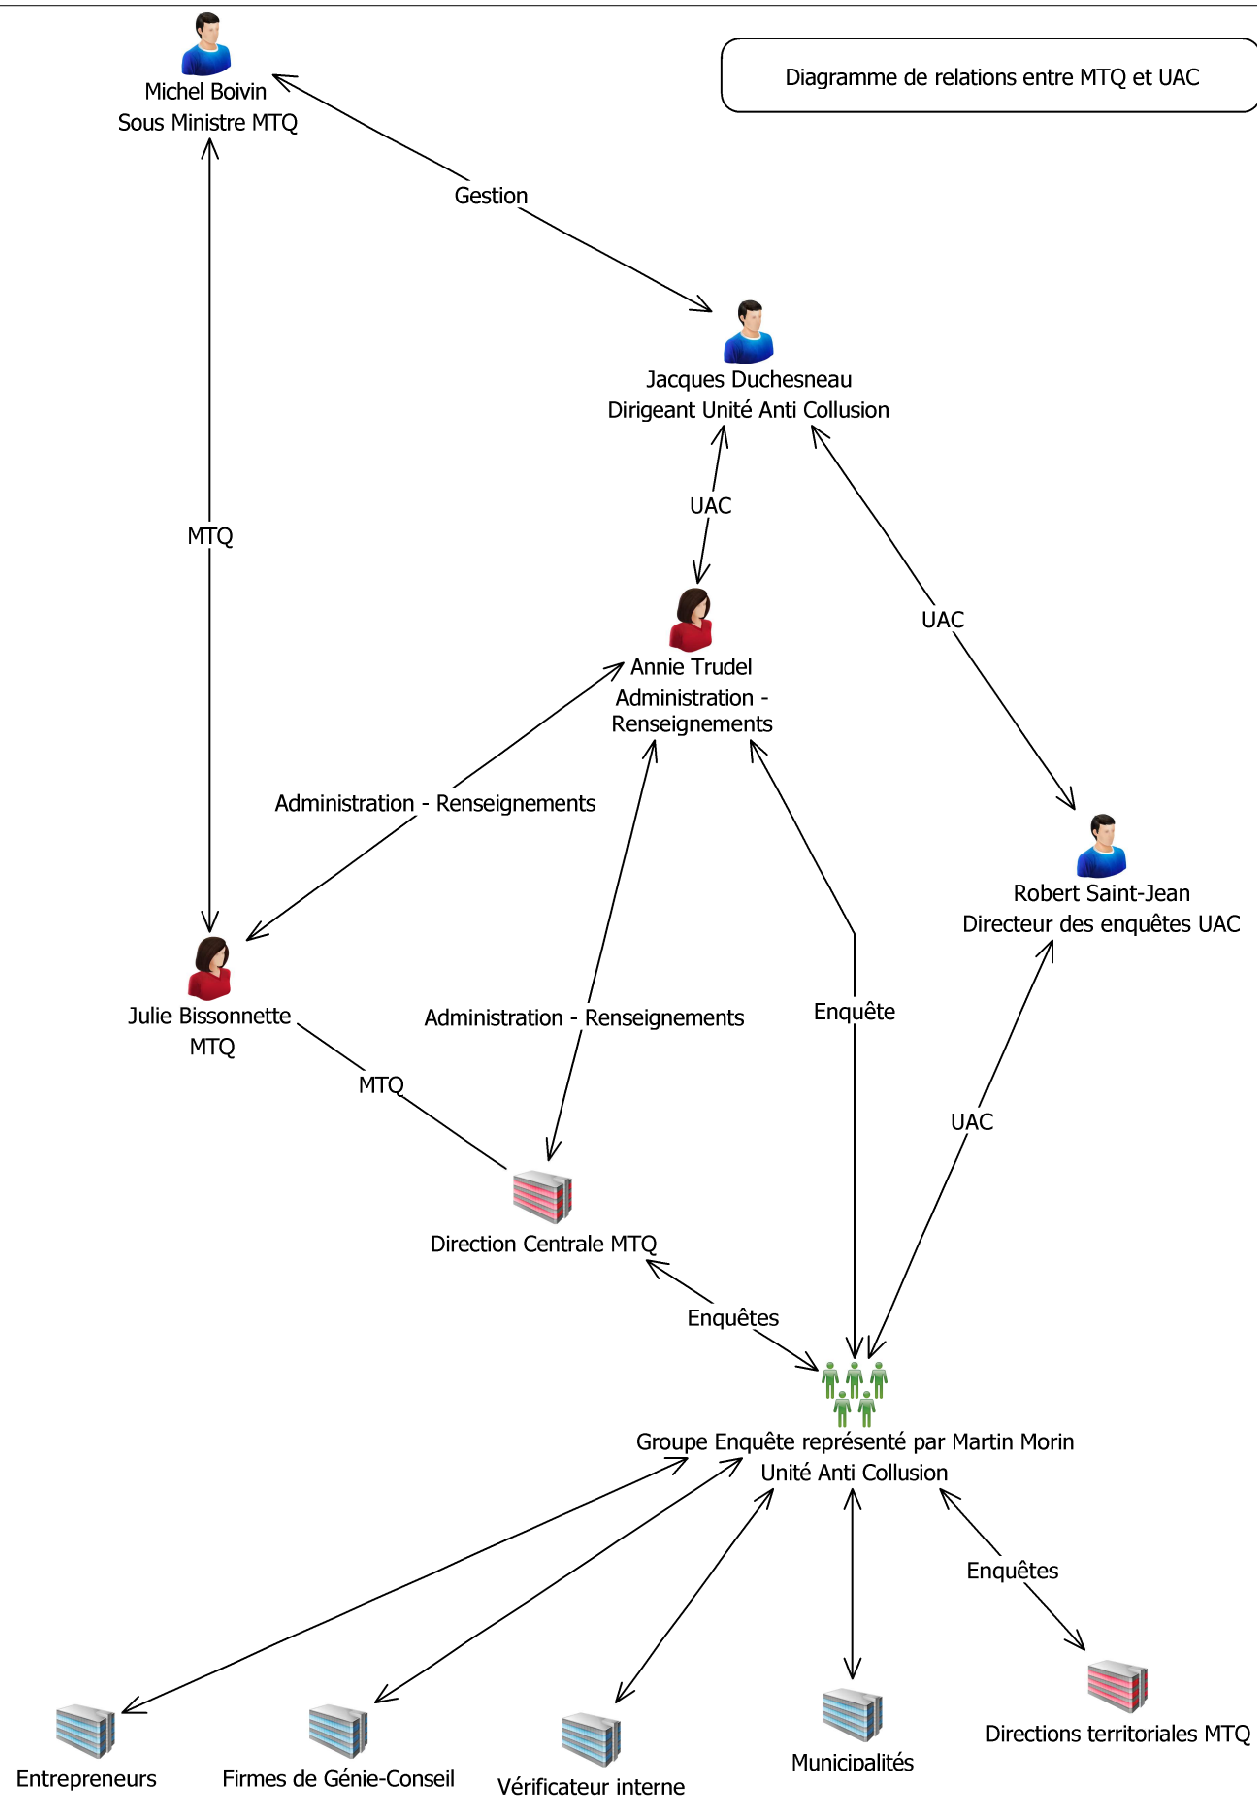 Diagramme de relations entre MTQ et UAC
Michel Boivin
Sous Ministre MTQ
Gestion
Jacques Duchesneau
Dirigeant Unité Anti Collusion
UAC
MTQ
UAC
Annie Trudel
Administration -
Renseignements
Administration - Renseignements
Robert Saint-Jean
Directeur des enquêtes UAC
Julie Bissonnette
MTQ
Administration - Renseignements
Enquête
MTQ
UAC
Direction Centrale MTQ
Enquêtes
Groupe Enquête représenté par Martin Morin
Unité Anti Collusion
Enquêtes
Entrepreneurs
Firmes de Génie-Conseil
Vérificateur interne
Municipalités
Directions territoriales MTQ